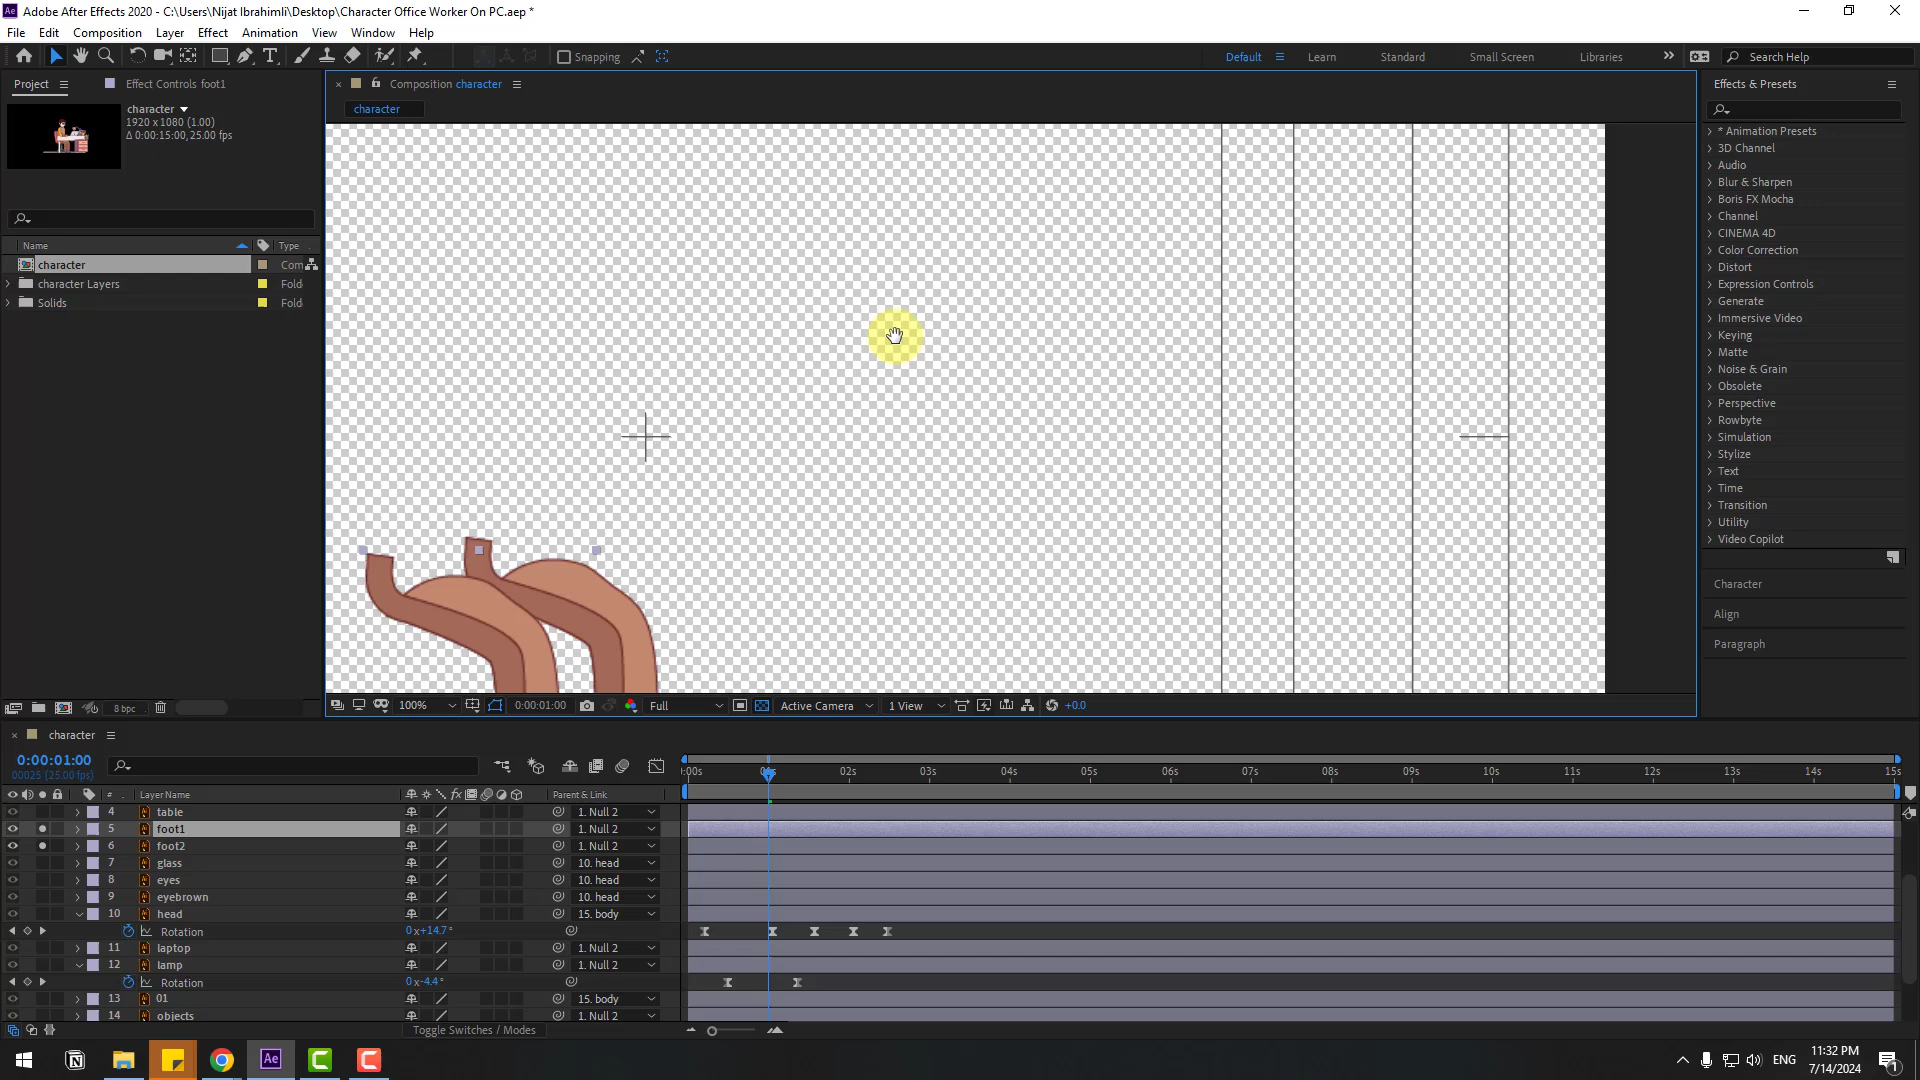 Ae Adobe After Effects 2020 - C:\Users\Nijat Ibrahimli\Desktop\Character Office Worker On PC.aep *
File Edit Composition Layer Effect Animation View Window Help
Snapping Default Learn Standard Small Screen Libraries Search Help
Project Effect Controls foot1
× Composition character
Effects & Presets
character
1920 x 1080 (1.00)
Δ 0:00:15:00, 25.00 fps
character
Name Type
character Com
character Layers Fold
Solids Fold
* Animation Presets
3D Channel
Audio
Blur & Sharpen
Boris FX Mocha
Channel
CINEMA 4D
Color Correction
Distort
Expression Controls
Generate
Immersive Video
Keying
Matte
Noise & Grain
Obsolete
Perspective
Rowbyte
Simulation
Stylize
Text
Time
Transition
Utility
Video Copilot
Character
Align
Paragraph
8 bpc
100% 0:00:01:00 Full Active Camera 1 View +0.0
× character
0:00:01:00
00025 (25.00 fps)
:00s 02s 03s 04s 05s 06s 07s 08s 09s 10s 11s 12s 13s 14s 15s
# Layer Name fx Parent & Link
4 table 1. Null 2
5 foot1 1. Null 2
6 foot2 1. Null 2
7 glass 10. head
8 eyes 10. head
9 eyebrown 10. head
10 head 15. body
Rotation 0x+14.7°
11 laptop 1. Null 2
12 lamp 1. Null 2
Rotation 0x-4.4°
13 01 15. body
14 objects 1. Null 2
Toggle Switches / Modes
Ae
ENG
11:32 PM
7/14/2024
1